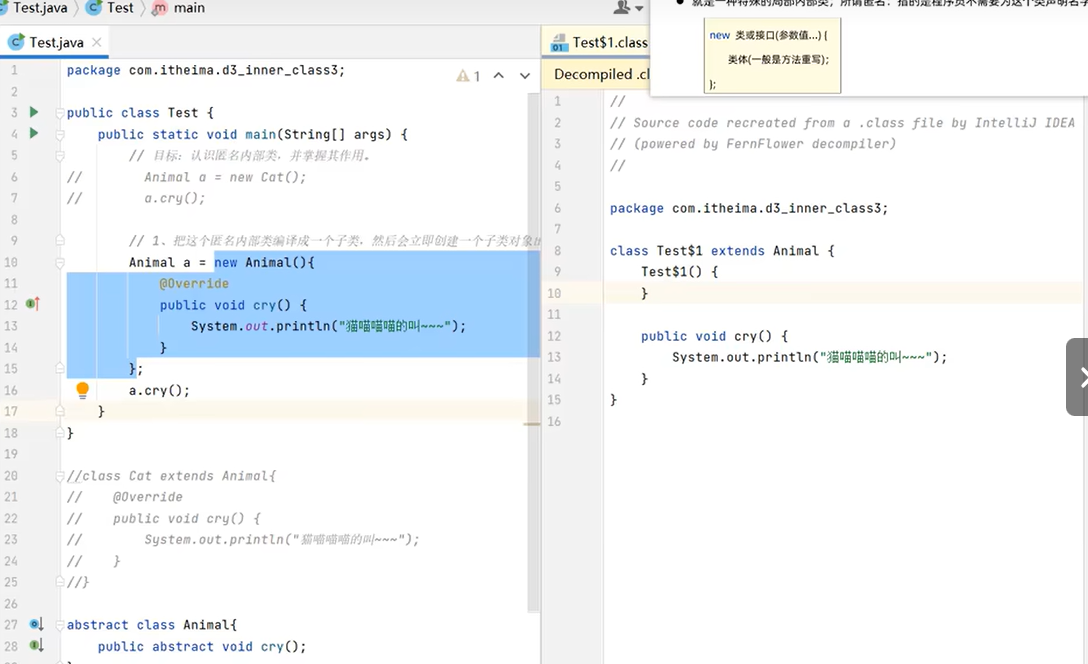 Test.java Test main
Test.java
1 package com.itheima.d3_inner_class3;
2
3 public class Test {
4 public static void main(String[] args) {
5 // 目标：认识匿名内部类，并掌握其作用。
6 // Animal a = new Cat();
7 // a.cry();
8
9 // 1、把这个匿名内部类编译成一个子类，然后会立即创建一个子类对象
10 Animal a = new Animal(){
11 @Override
12 public void cry() {
13 System.out.println("猫喵喵喵的叫~~~");
14 }
15 };
16 a.cry();
17 }
18 }
19
20 //class Cat extends Animal{
21 // @Override
22 // public void cry() {
23 // System.out.println("猫喵喵喵的叫~~~");
24 // }
25 //}
26
27 abstract class Animal{
28 public abstract void cry();
1
就是一种特殊的局部内部类，所谓匿名：指的是程序员不需要为这个类声明名字
new 类或接口(参数值...) {
类体(一般是方法重写);
};
Test$1.class
Decompiled .cl
1 //
2 // Source code recreated from a .class file by IntelliJ IDEA
3 // (powered by FernFlower decompiler)
4 //
5
6 package com.itheima.d3_inner_class3;
7
8 class Test$1 extends Animal {
9 Test$1() {
10 }
11
12 public void cry() {
13 System.out.println("猫喵喵喵的叫~~~");
14 }
15 }
16